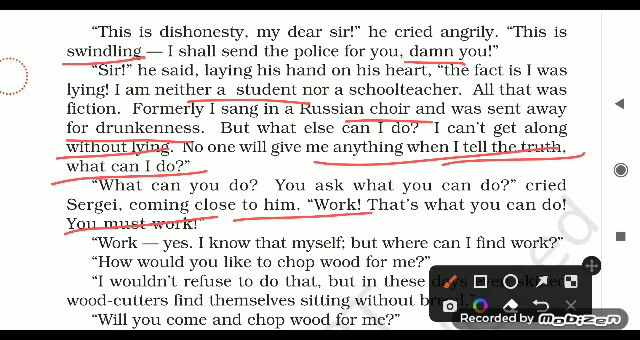 “This is dishonesty, my dear sir!” he cried angrily. “This is
swindling — I shall send the police for you, damn you!”
“Sir!” he said, laying his hand on his heart, “the fact is I was
lying! I am neither a student nor a schoolteacher. All that was
fiction. Formerly I sang in a Russian choir and was sent away
for drunkenness. But what else can I do? I can’t get along
without lying. No one will give me anything when I tell the truth,
what can I do?”
“What can you do? You ask what you can do?” cried
Sergei, coming close to him. “Work! That’s what you can do!
You must work!”
“Work — yes. I know that myself; but where can I find work?”
“How would you like to chop wood for me?”
“I wouldn’t refuse to do that, but in these
wood-cutters find themselves sitting without
“Will you come and chop wood for me?”
Recorded by mobizen